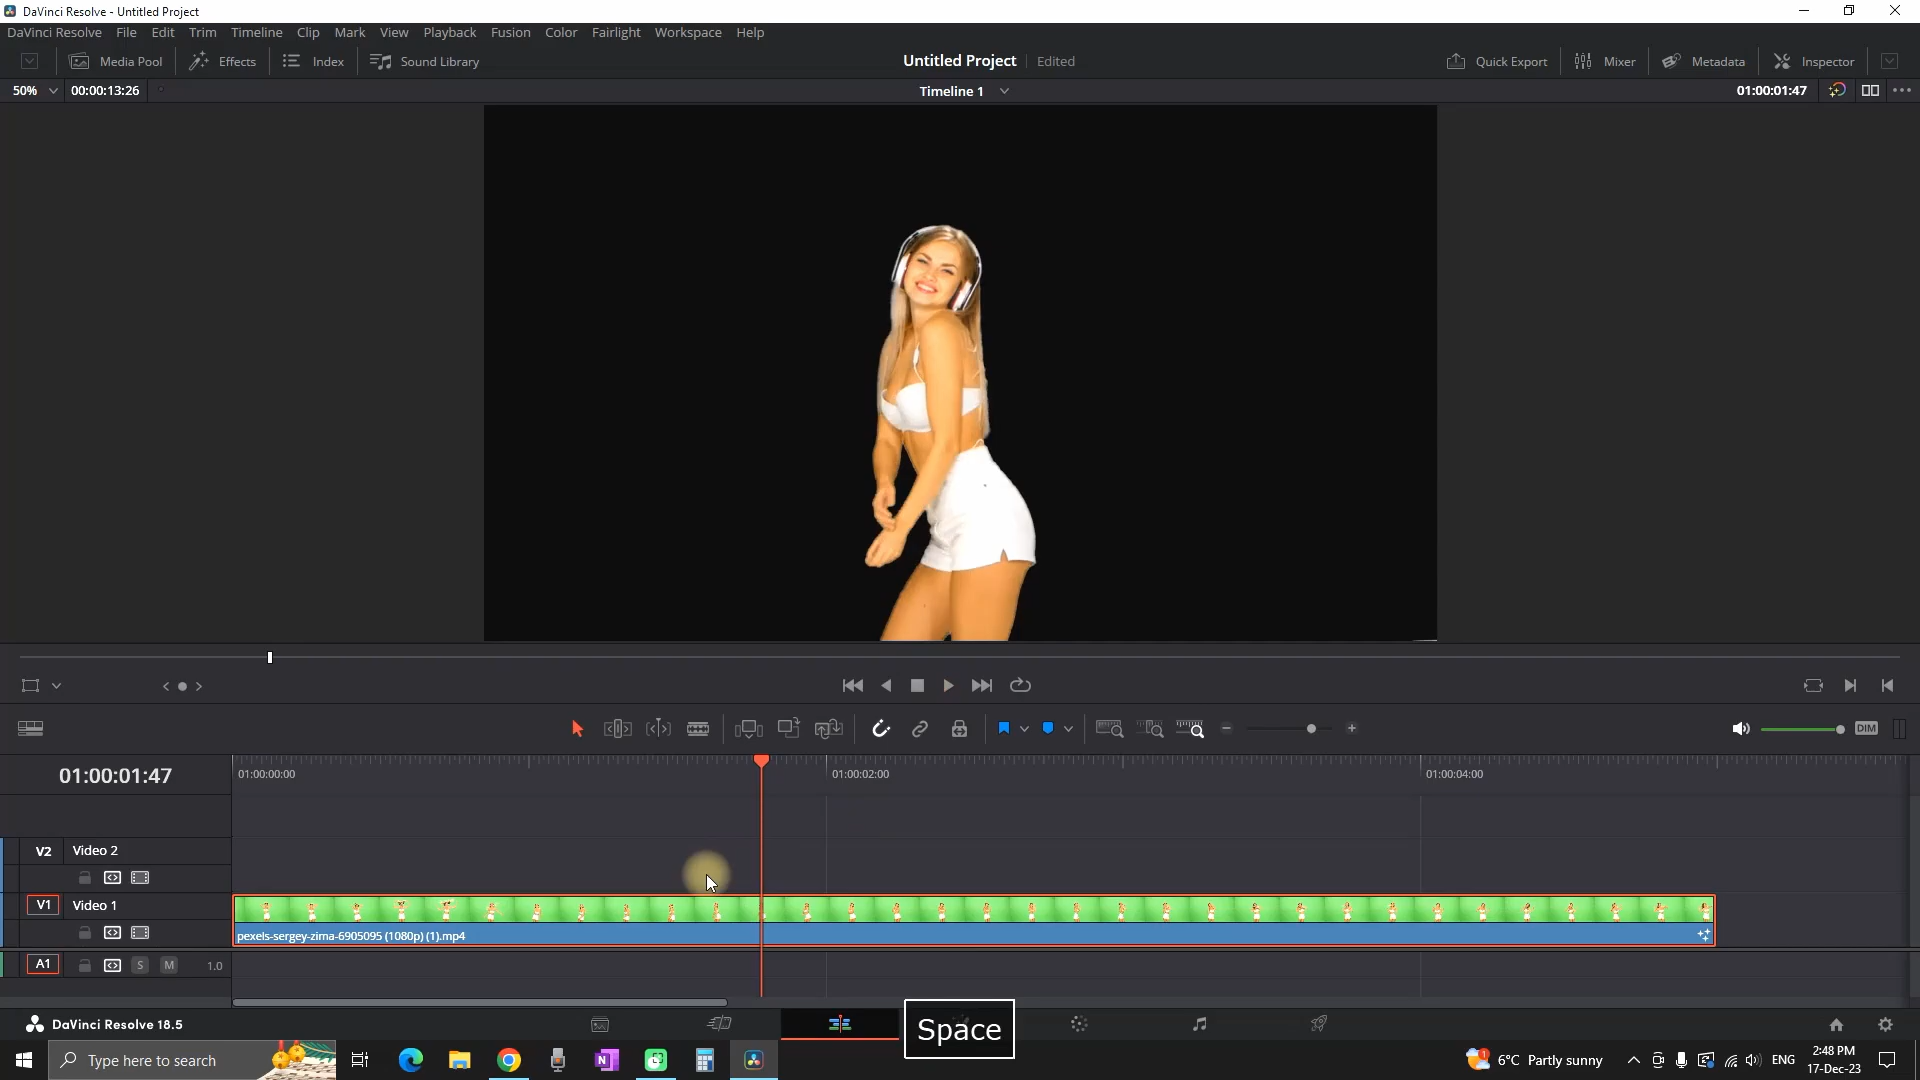 DaVinci Resolve - Untitled Project
DaVinci Resolve File Edit Trim Timeline Clip Mark View Playback Fusion Color Fairlight Workspace Help
Media Pool Effects Index Sound Library Untitled Project Edited Quick Export Mixer Metadata Inspector
50% 00:00:13:26 Timeline 1 01:00:01:47
DIM
01:00:01:47 01:00:00:00 01:00:02:00 01:00:04:00
V2 Video 2
V1 Video 1
pexels-sergey-zima-6905095 (1080p) (1).mp4
A1 S M 1.0
DaVinci Resolve 18.5
Space
Type here to search 1 6°C Partly sunny ENG 2:48 PM
17-Dec-23